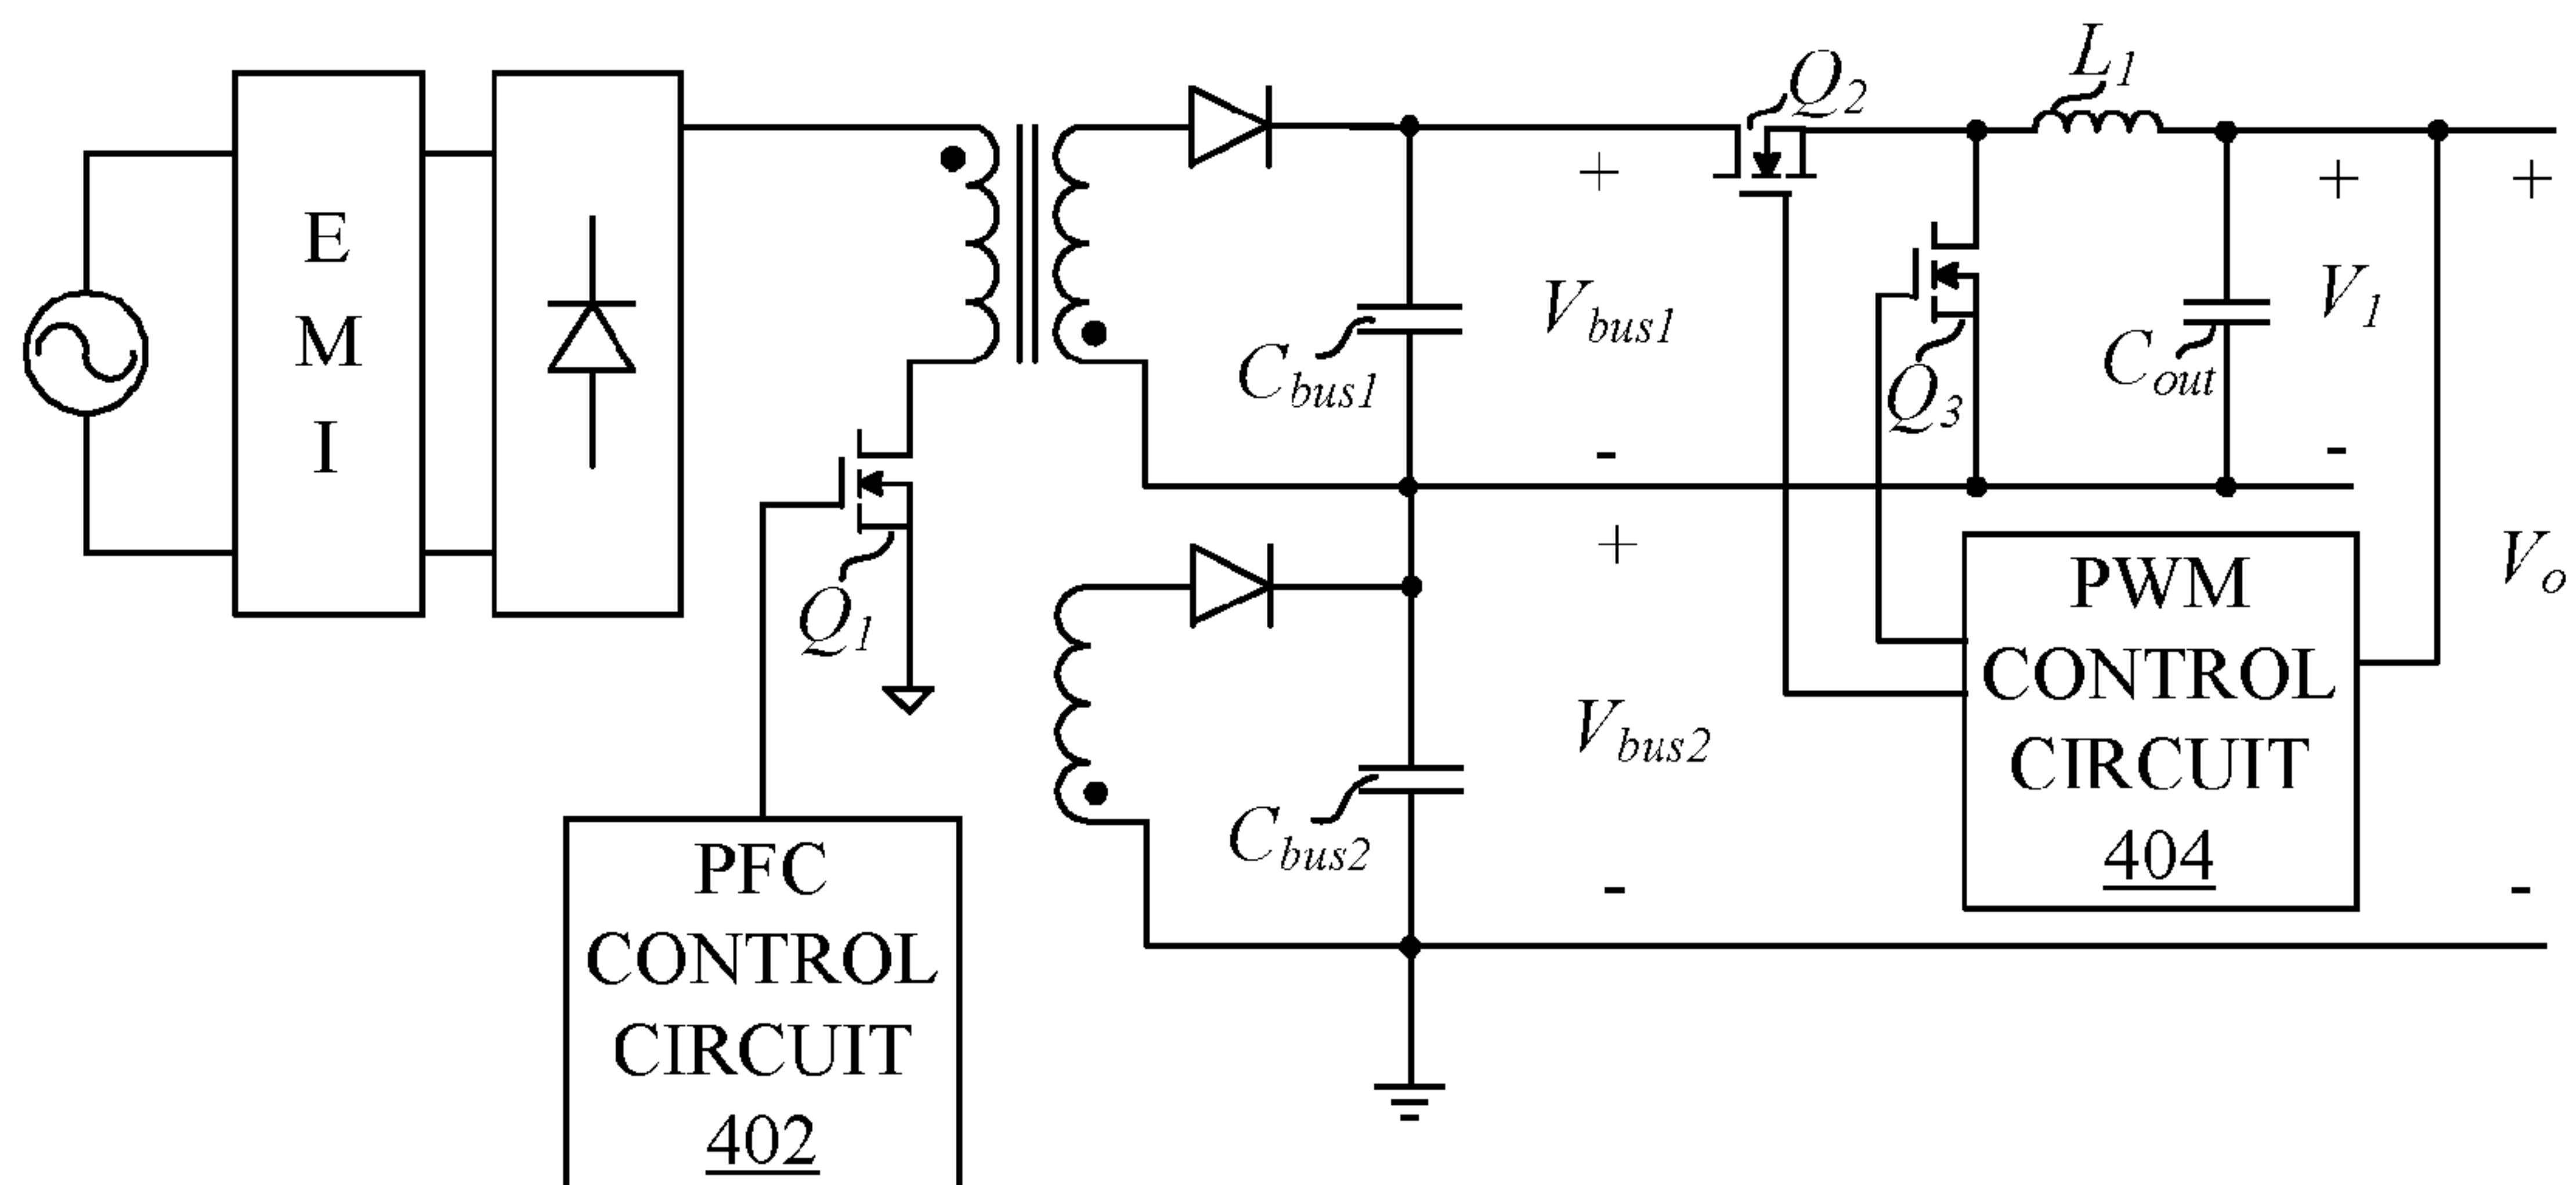 E
M
I
Q1
PFC
CONTROL
CIRCUIT
402
Cbus1
Vbus1
+
-
Cbus2
Vbus2
+
-
Q2
L1
Q3
Cout
V1
+
-
PWM
CONTROL
CIRCUIT
404
+
Vo
-